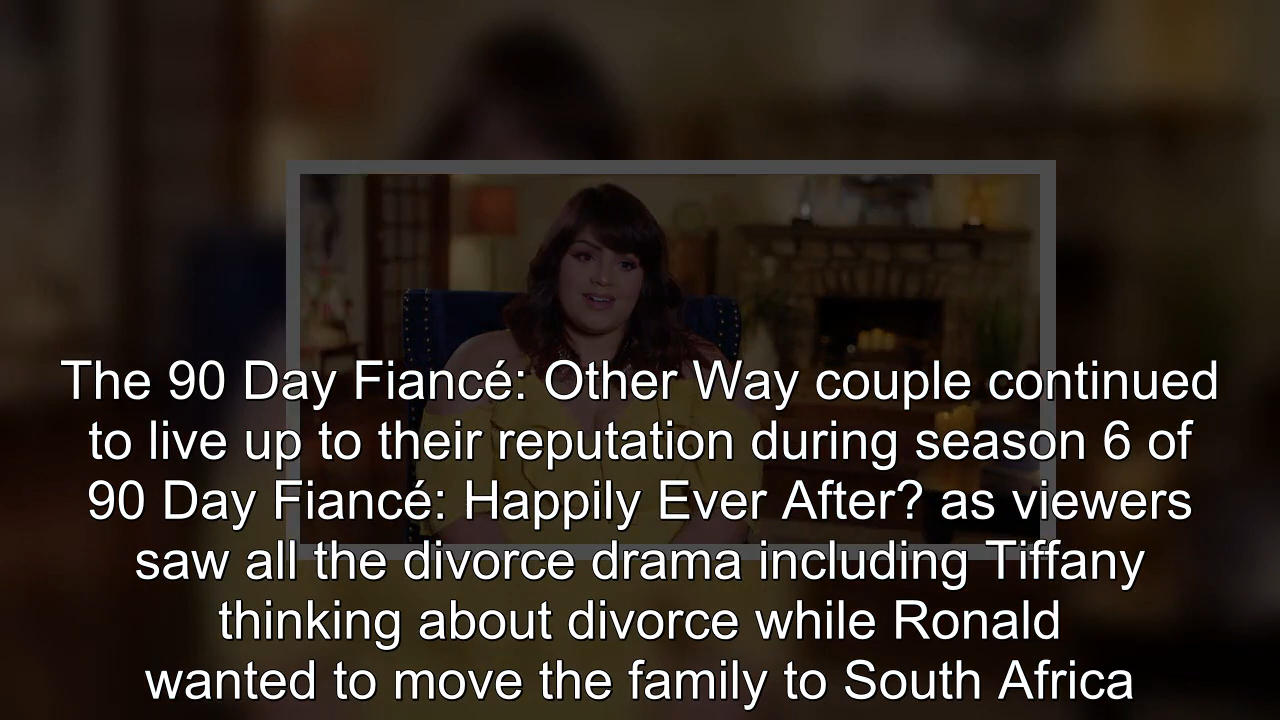 The 90 Day Fiancé: Other Way couple continued
to live up to their reputation during season 6 of
90 Day Fiancé: Happily Ever After? as viewers
saw all the divorce drama including Tiffany
thinking about divorce while Ronald
wanted to move the family to South Africa